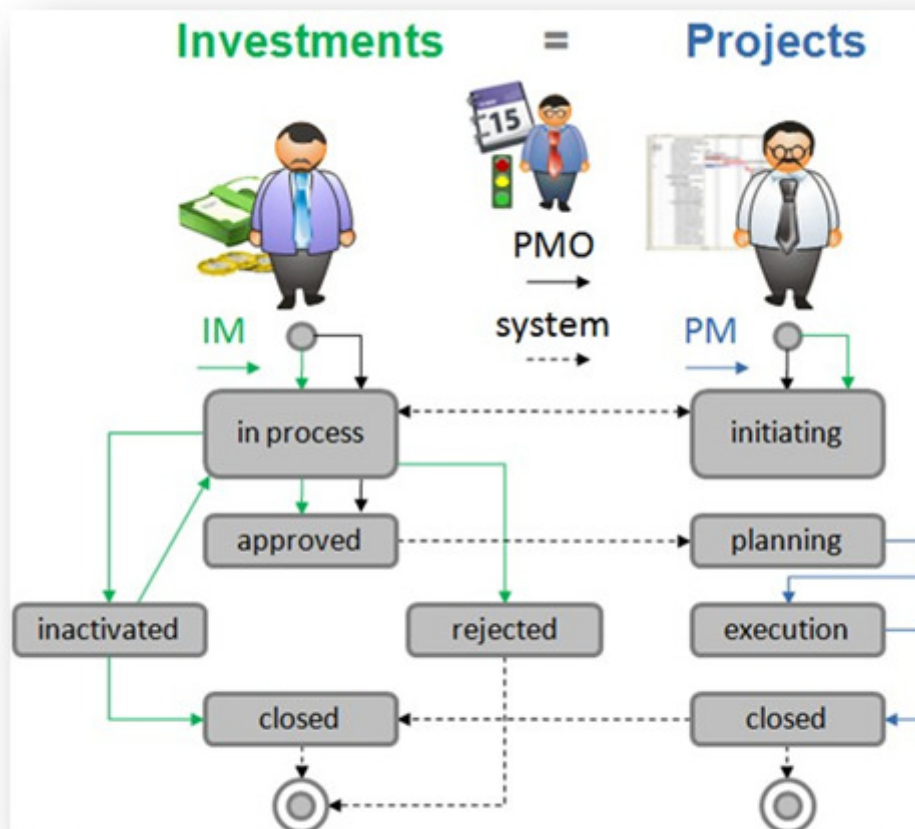 Investments = Projects
15
PMO
system
IM
PM
in process
initiating
approved
planning
inactivated
rejected
execution
closed
closed